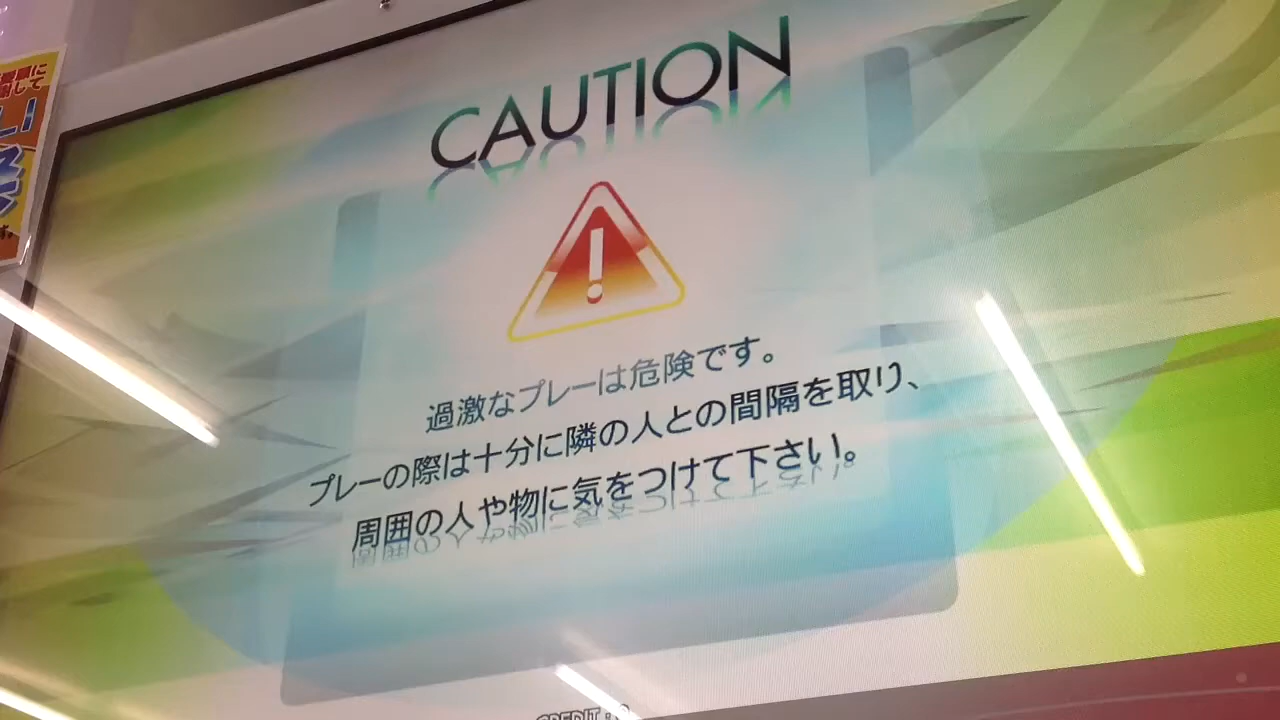 CAUTION
過激なプレーは危険です。
プレーの際は十分に隣の人との間隔を取り、
周囲の人や物に気をつけて下さい。
CREDIT :